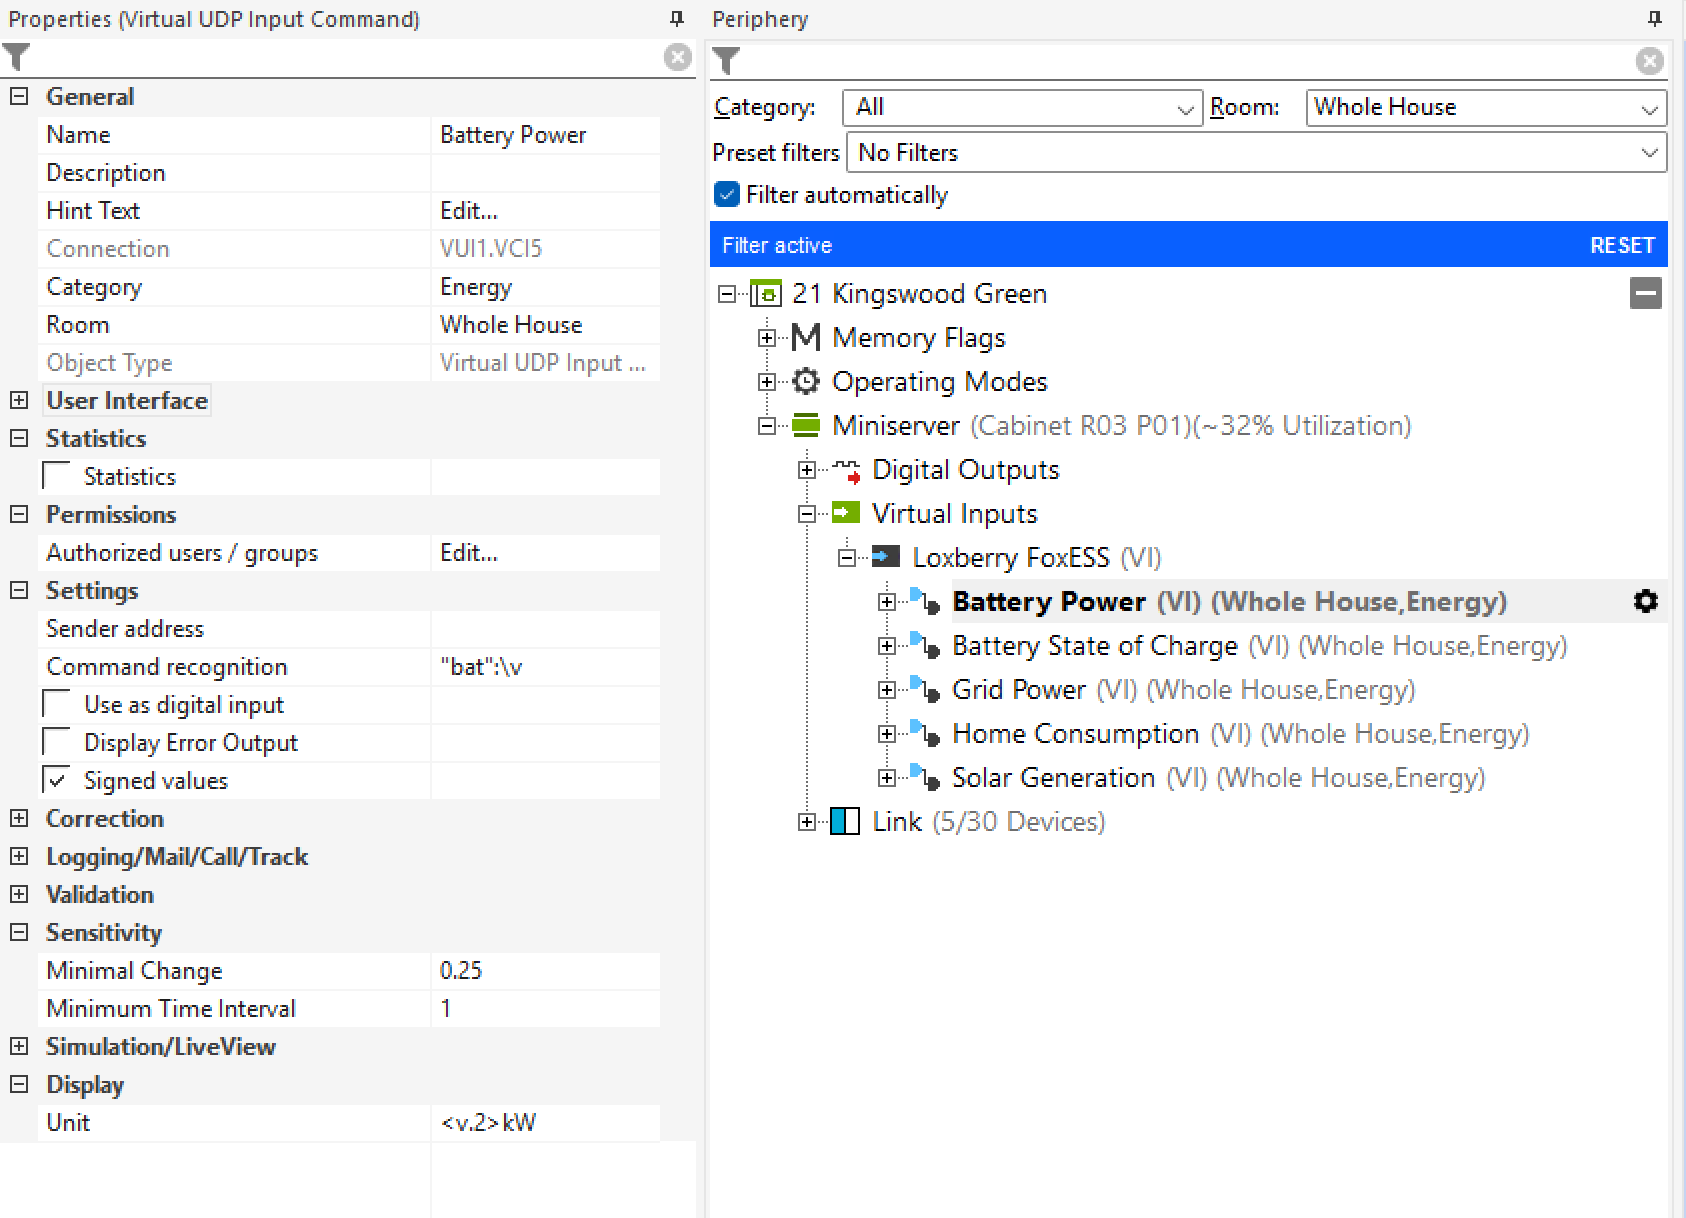 Properties (Virtual UDP Input Command)
General
Name Battery Power
Description
Hint Text Edit...
Connection VUI1.VCI5
Category Energy
Room Whole House
Object Type Virtual UDP Input ...
User Interface
Statistics
Statistics
Permissions
Authorized users / groups Edit...
Settings
Sender address
Command recognition "bat":\v
Use as digital input
Display Error Output
Signed values
Correction
Logging/Mail/Call/Track
Validation
Sensitivity
Minimal Change 0.25
Minimum Time Interval 1
Simulation/LiveView
Display
Unit <v.2>kW
Periphery
Category: All Room: Whole House
Preset filters No Filters
Filter automatically
Filter active RESET
21 Kingswood Green
Memory Flags
Operating Modes
Miniserver (Cabinet R03 P01)(~32% Utilization)
Digital Outputs
Virtual Inputs
Loxberry FoxESS (VI)
Battery Power (VI) (Whole House,Energy)
Battery State of Charge (VI) (Whole House,Energy)
Grid Power (VI) (Whole House,Energy)
Home Consumption (VI) (Whole House,Energy)
Solar Generation (VI) (Whole House,Energy)
Link (5/30 Devices)